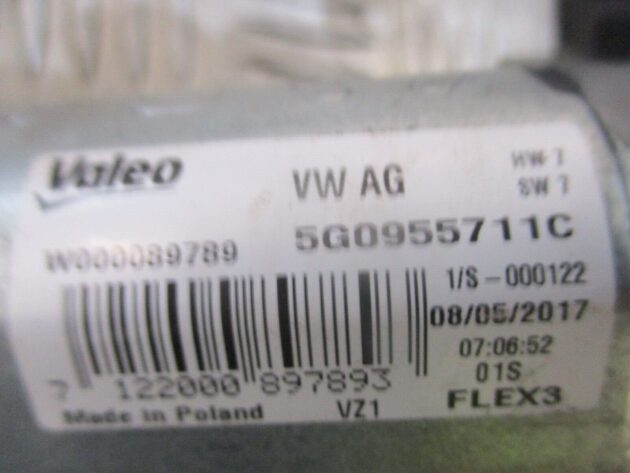 Valeo
VW AG
HW 7
SW 7
5G0955711C
W000089789
1/S-000122
08/05/2017
07:06:52
7 122000 897893
01S
Made in Poland
VZ1
FLEX3